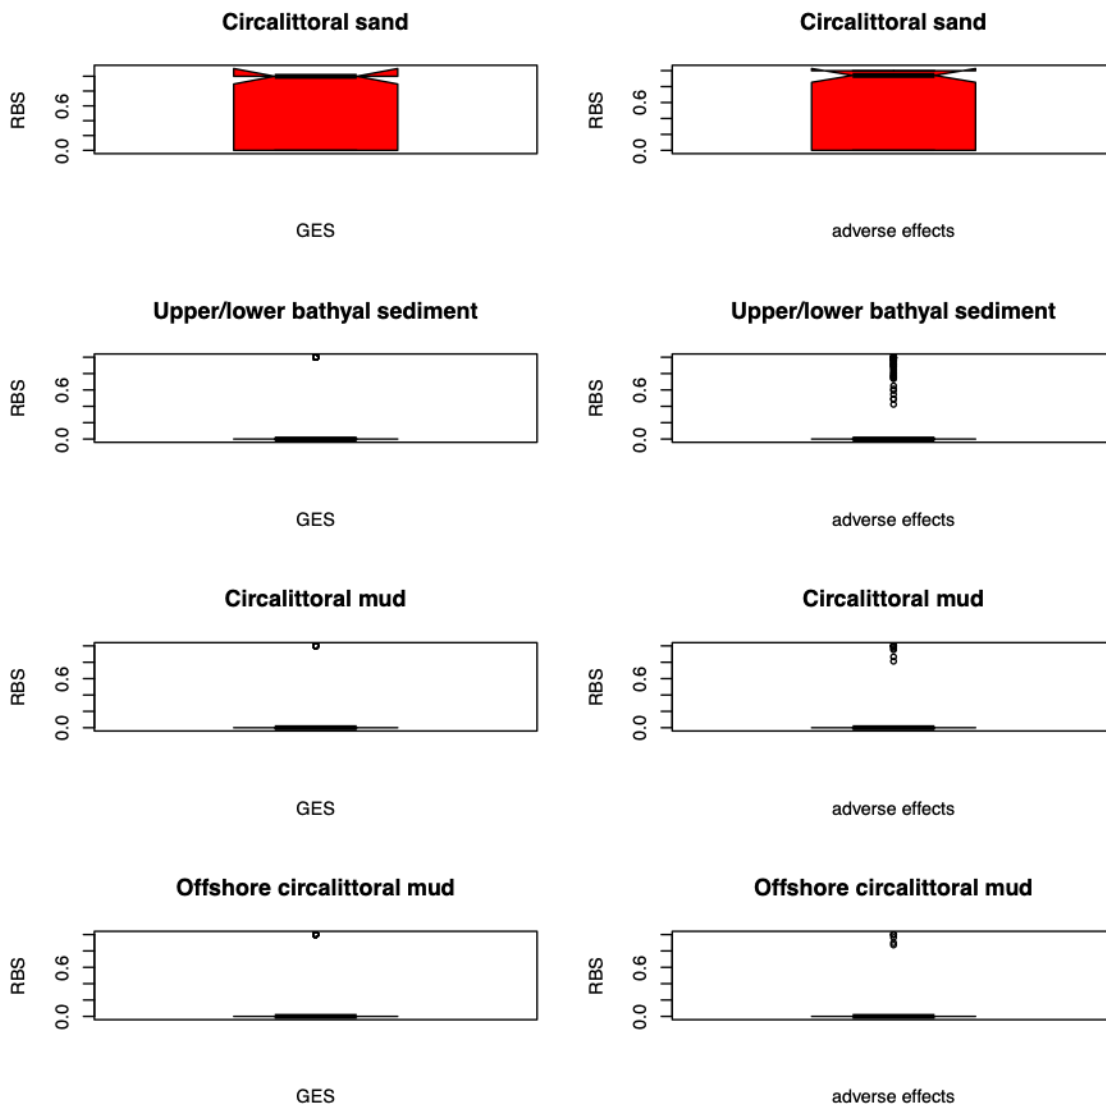 Circalittoral sand
RBS
0.6
0.0
GES
Circalittoral sand
RBS
0.6
0.0
adverse effects
Upper/lower bathyal sediment
RBS
0.6
0.0
GES
Upper/lower bathyal sediment
RBS
0.6
0.0
adverse effects
Circalittoral mud
RBS
0.6
0.0
GES
Circalittoral mud
RBS
0.6
0.0
adverse effects
Offshore circalittoral mud
RBS
0.6
0.0
GES
Offshore circalittoral mud
RBS
0.6
0.0
adverse effects